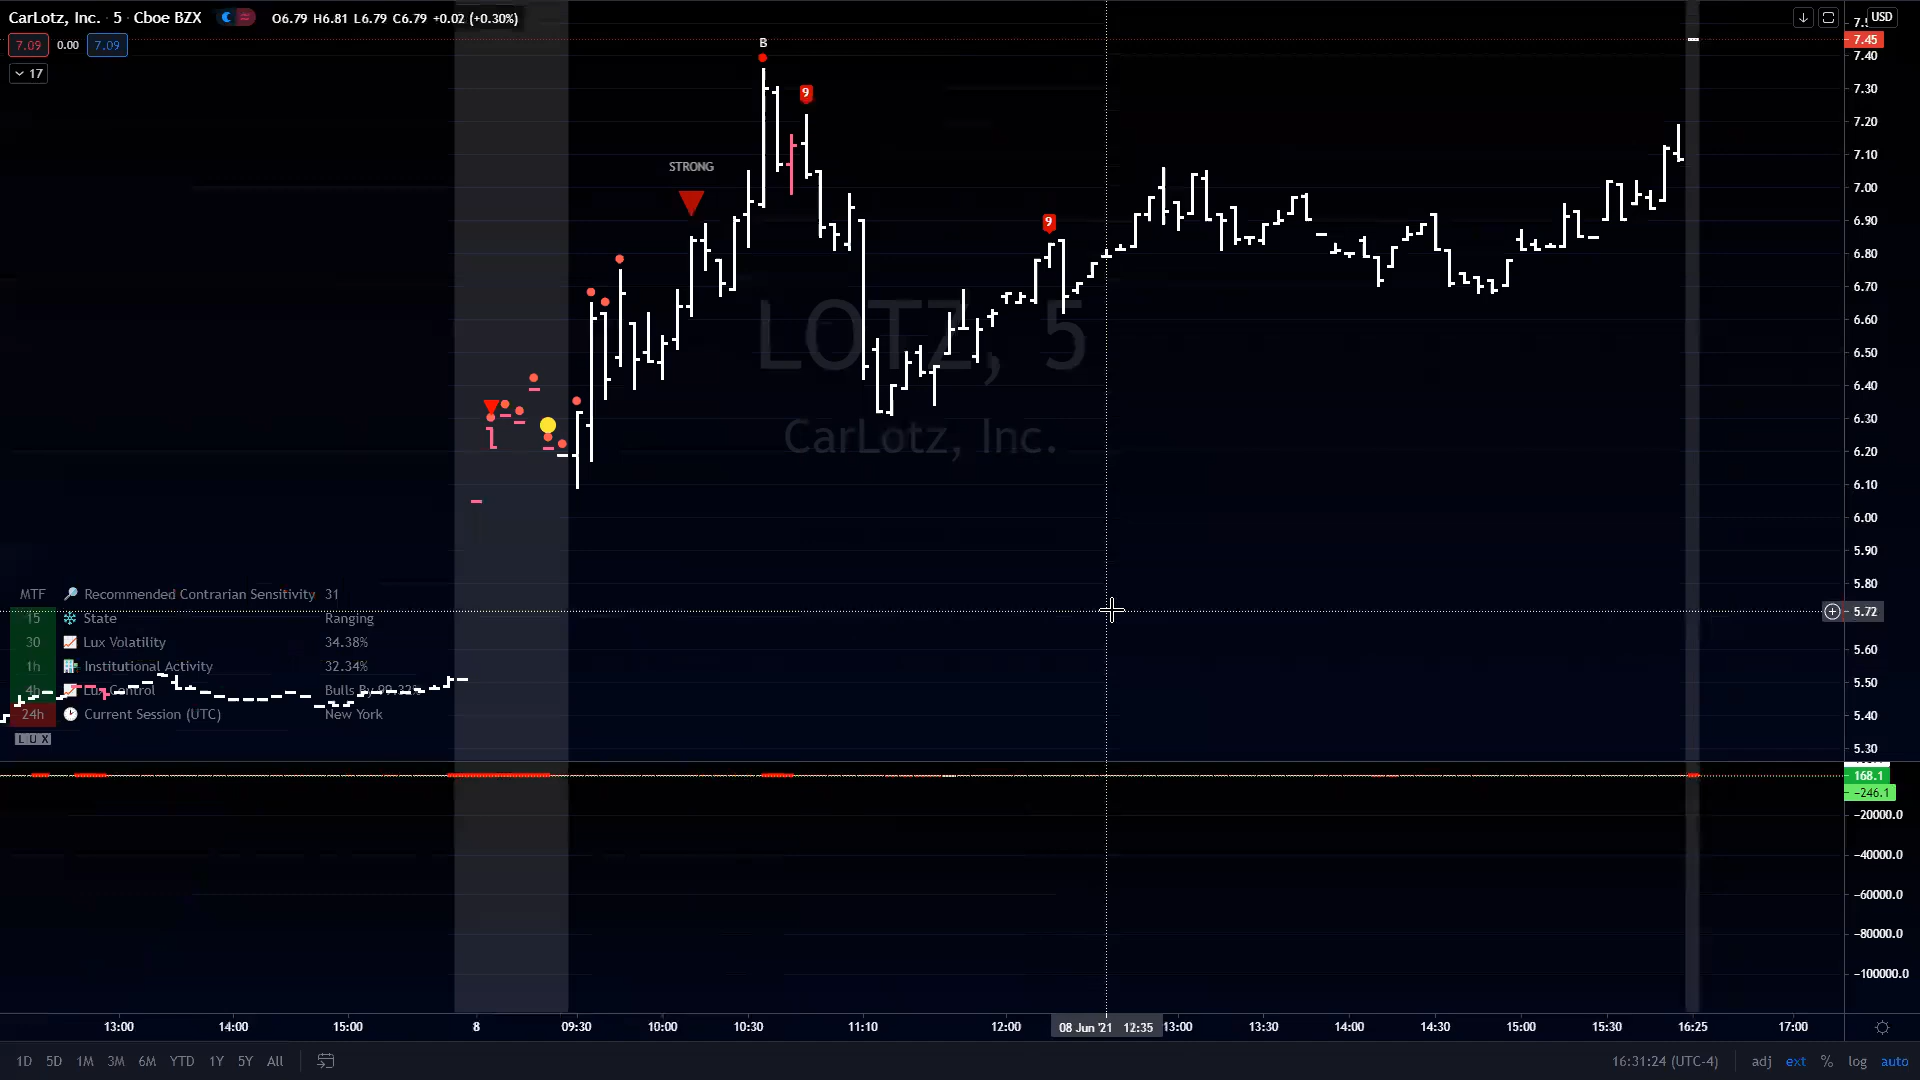 CarLotz, Inc. · 5 · Cboe BZX O6.79 H6.81 L6.79 C6.79 +0.02 (+0.30%)
7.09 0.00 7.09
17
USD
7.45
7.40
7.30
7.20
7.10
7.00
6.90
6.80
6.70
6.60
6.50
6.40
6.30
6.20
6.10
6.00
5.90
5.80
5.72
5.60
5.50
5.40
5.30
B
9
STRONG
9
LOTZ, 5
CarLotz, Inc.
MTF Recommended Contrarian Sensitivity 31
15 State Ranging
30 Lux Volatility 34.38%
1h Institutional Activity 32.34%
4h Lux Control Bulls By
24h Current Session (UTC) New York
LUX
168.1
−246.1
−20000.0
−40000.0
−60000.0
−80000.0
−100000.0
13:00 14:00 15:00 8 09:30 10:00 10:30 11:10 12:00 08 Jun '21 12:35 13:00 13:30 14:00 14:30 15:00 15:30 16:25 17:00
1D 5D 1M 3M 6M YTD 1Y 5Y All 16:31:24 (UTC-4) adj ext % log auto